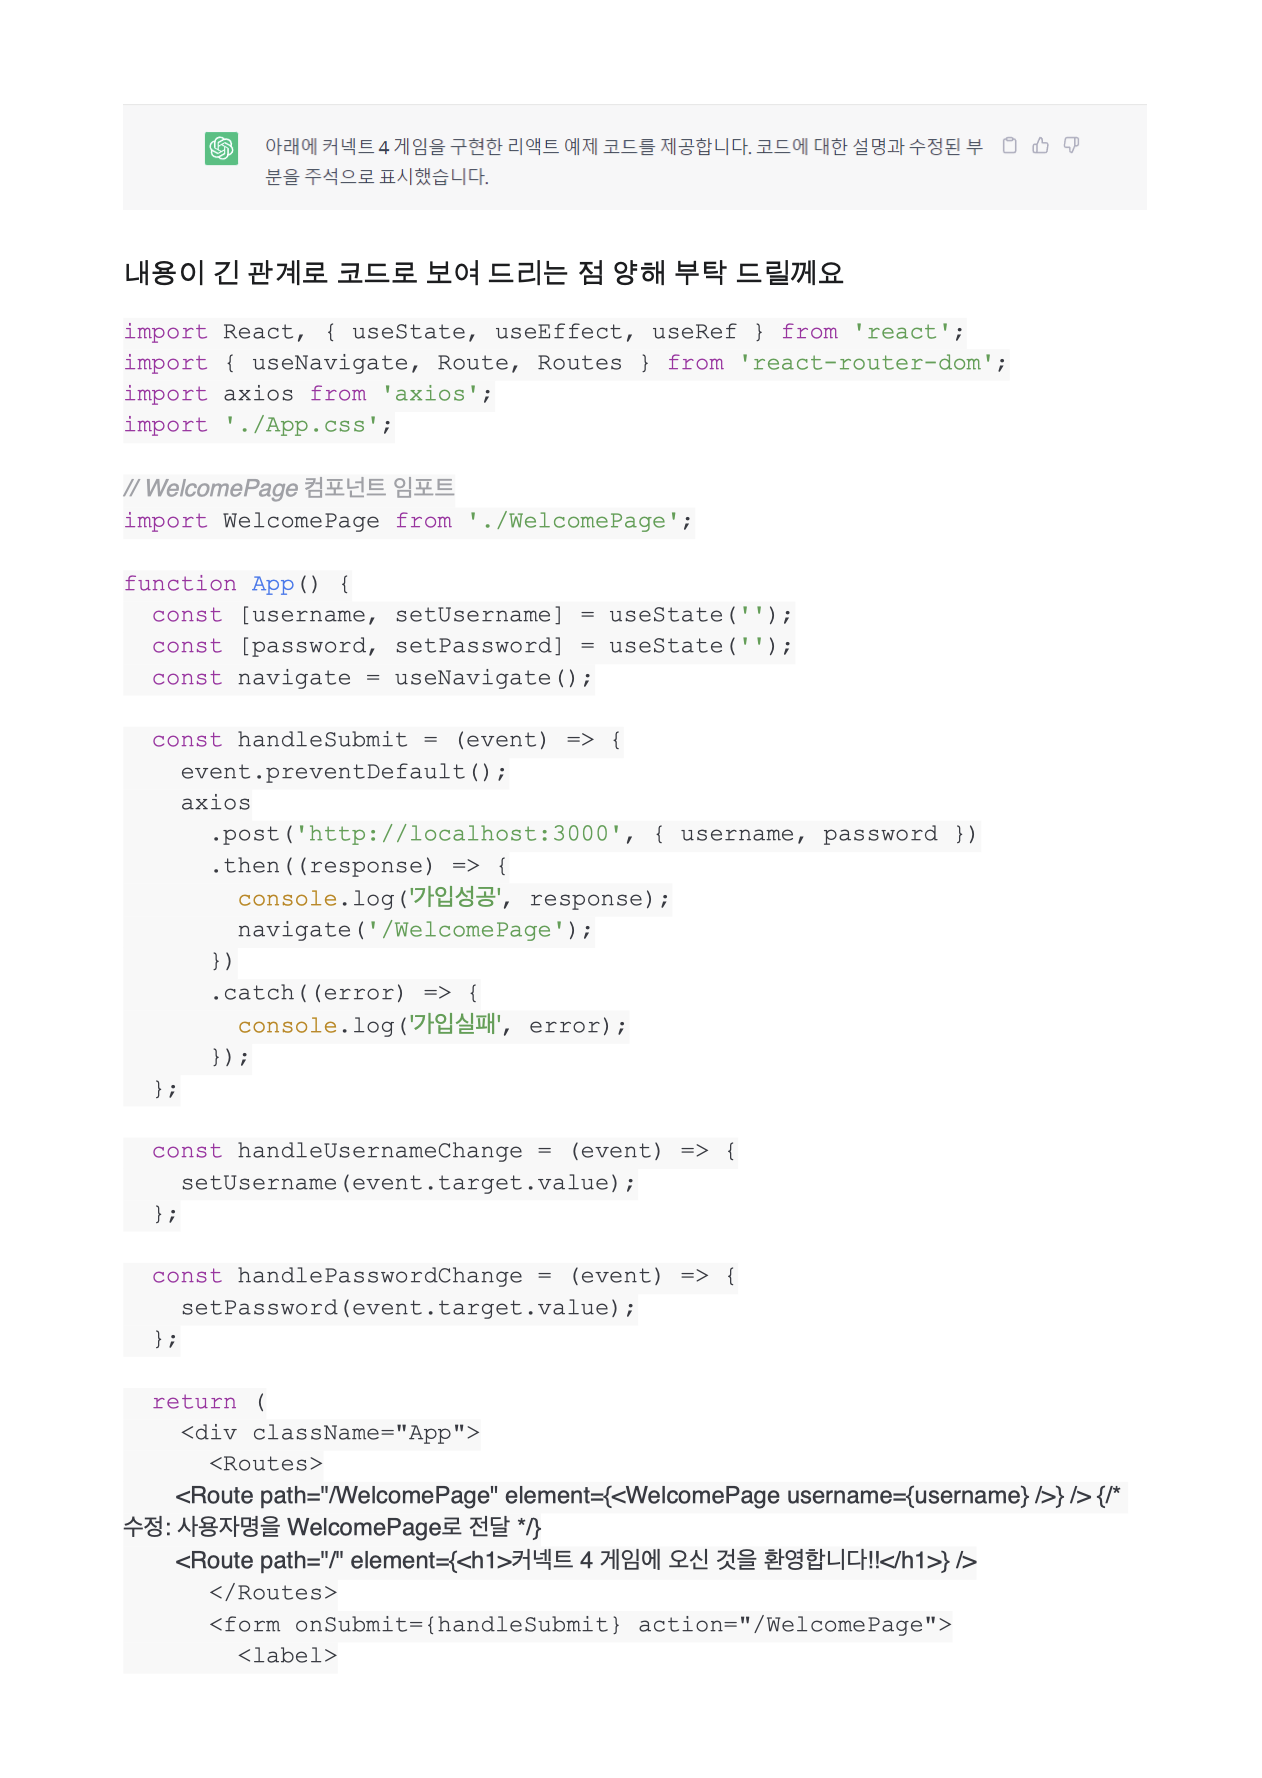 아래에 커넥트 4 게임을 구현한 리액트 예제 코드를 제공합니다. 코드에 대한 설명과 수정된 부
분을 주석으로 표시했습니다.
내용이 긴 관계로 코드로 보여 드리는 점 양해 부탁 드릴께요
import React, { useState, useEffect, useRef } from 'react';
import { useNavigate, Route, Routes } from 'react-router-dom';
import axios from 'axios';
import './App.css';

// WelcomePage 컴포넌트 임포트
import WelcomePage from './WelcomePage';

function App() {
  const [username, setUsername] = useState('');
  const [password, setPassword] = useState('');
  const navigate = useNavigate();

  const handleSubmit = (event) => {
    event.preventDefault();
    axios
      .post('http://localhost:3000', { username, password })
      .then((response) => {
        console.log('가입성공', response);
        navigate('/WelcomePage');
      })
      .catch((error) => {
        console.log('가입실패', error);
      });
  };

  const handleUsernameChange = (event) => {
    setUsername(event.target.value);
  };

  const handlePasswordChange = (event) => {
    setPassword(event.target.value);
  };

  return (
    <div className="App">
      <Routes>
        <Route path="/WelcomePage" element={<WelcomePage username={username} />} /> {/*
수정: 사용자명을 WelcomePage로 전달 */}
        <Route path="/" element={<h1>커넥트 4 게임에 오신 것을 환영합니다!!</h1>} />
      </Routes>
      <form onSubmit={handleSubmit} action="/WelcomePage">
        <label>